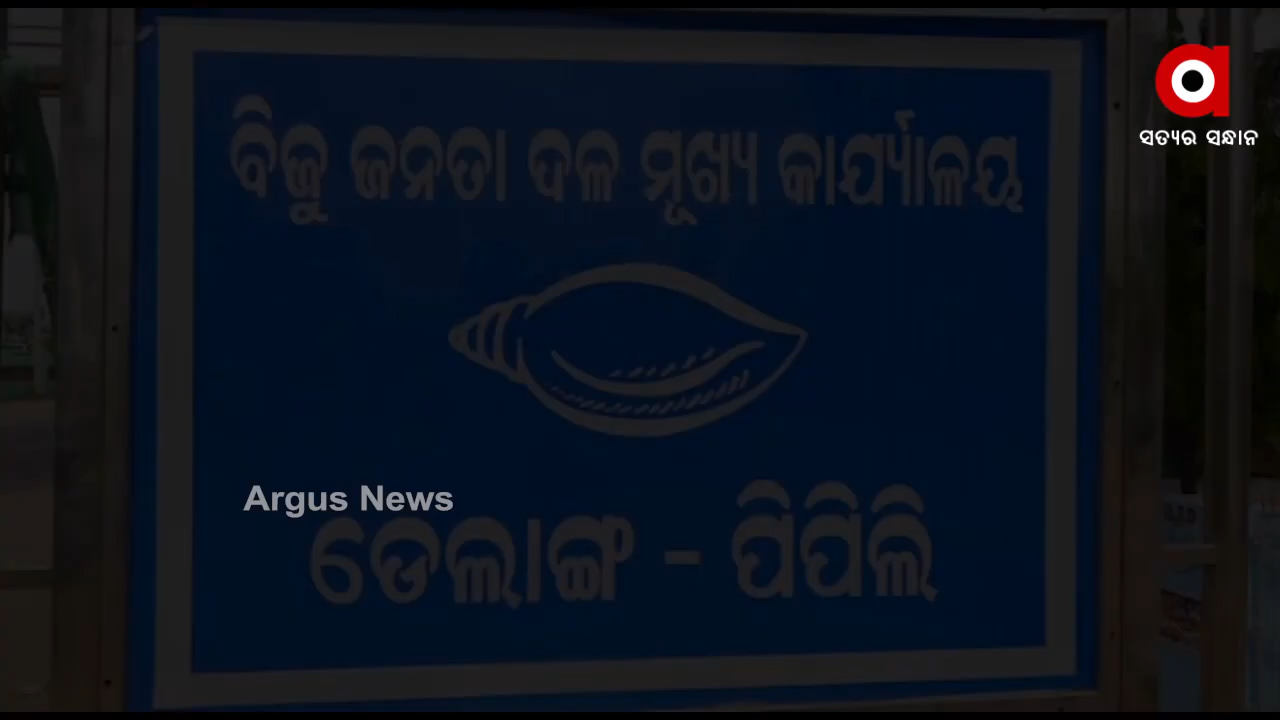 ବିଜୁ ଜନତା ଦଳ ମୂଖ୍ୟ କାର୍ଯ୍ୟାଳୟ
ସତ୍ୟର ସନ୍ଧାନ
Argus News
ଡେଲାଙ୍ଗ - ପିପିଲି